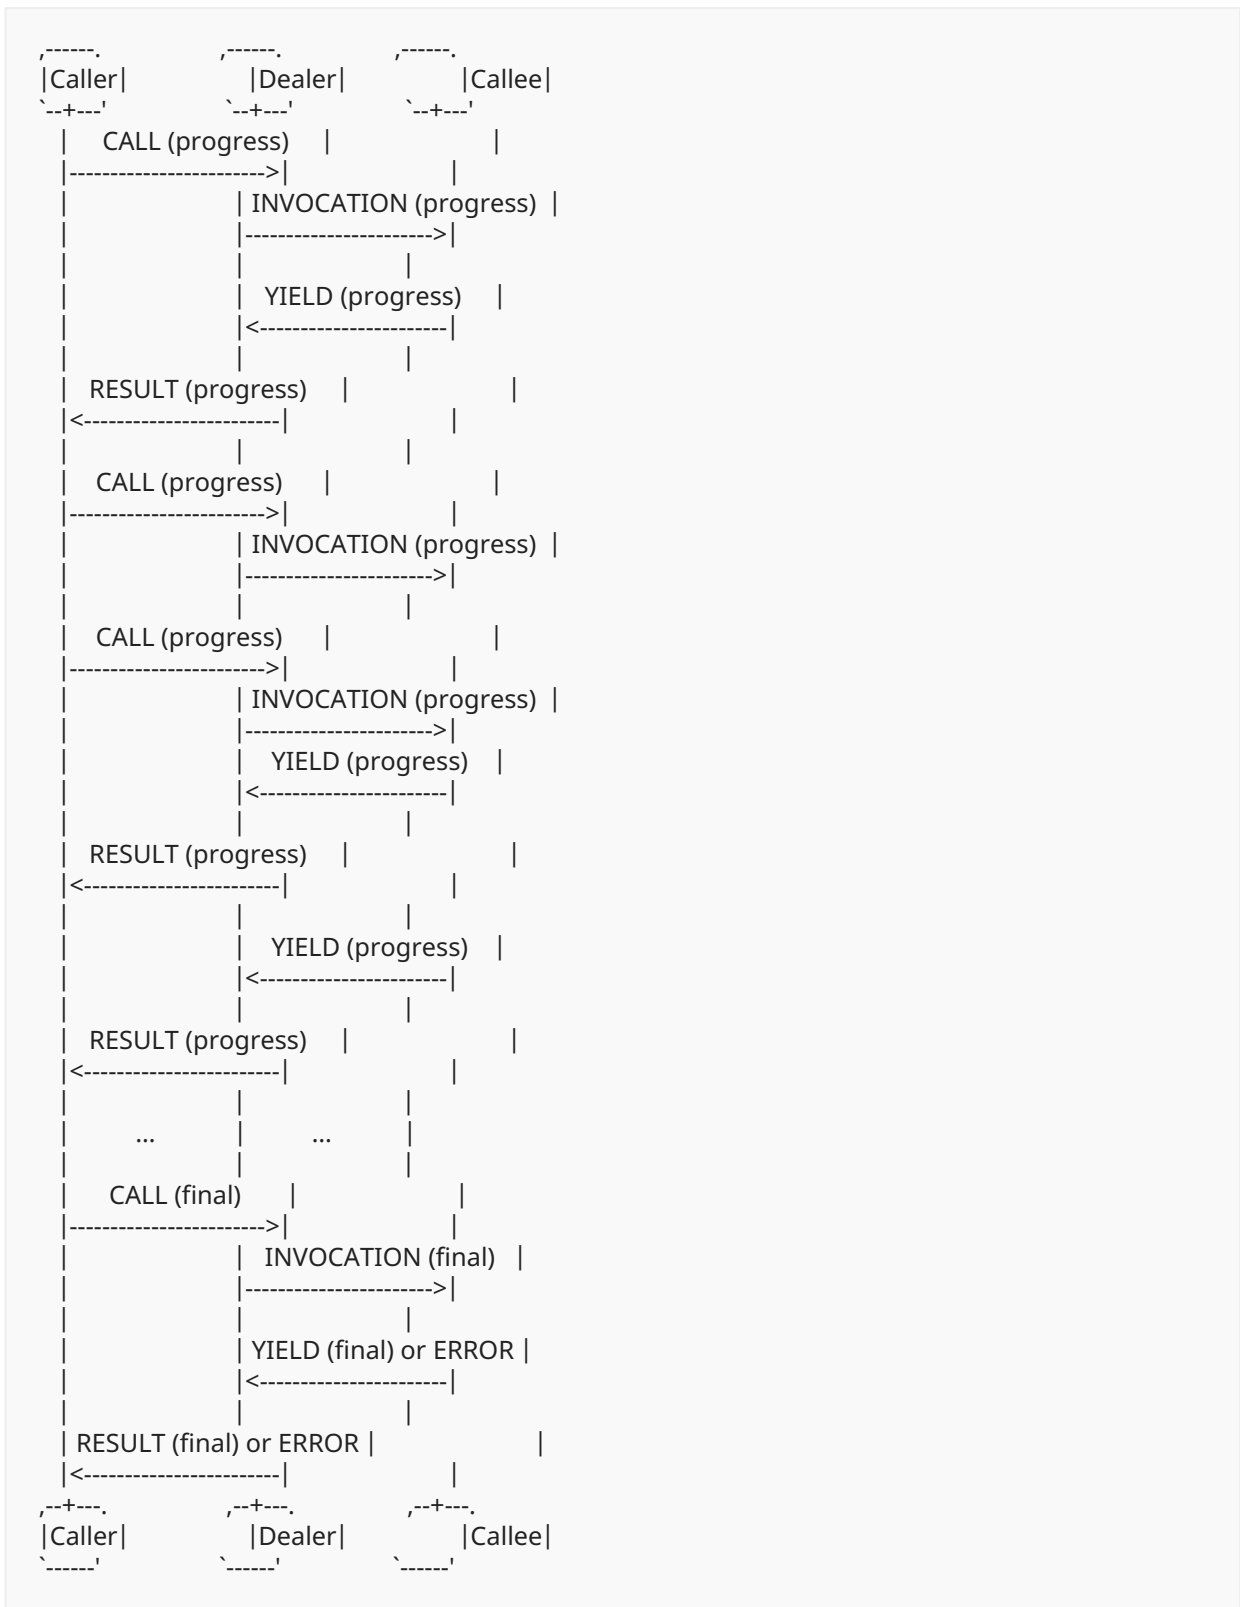 ,------.          ,------.          ,------.
|Caller|          |Dealer|          |Callee|
`--+---'          `--+---'          `--+---'
| CALL (progress) | |
|------------------------>| |
| | INVOCATION (progress) |
| |----------------------->|
| | |
| | YIELD (progress) |
| |<-----------------------|
| | |
| RESULT (progress) | |
|<------------------------| |
| | |
| CALL (progress) | |
|------------------------>| |
| | INVOCATION (progress) |
| |----------------------->|
| | |
| CALL (progress) | |
|------------------------>| |
| | INVOCATION (progress) |
| |----------------------->|
| | YIELD (progress) |
| |<-----------------------|
| | |
| RESULT (progress) | |
|<------------------------| |
| | |
| | YIELD (progress) |
| |<-----------------------|
| | |
| RESULT (progress) | |
|<------------------------| |
| | |
| ... | ... |
| | |
| CALL (final) | |
|------------------------>| |
| | INVOCATION (final) |
| |----------------------->|
| | |
| | YIELD (final) or ERROR |
| |<-----------------------|
| | |
| RESULT (final) or ERROR | |
|<------------------------| |
,--+---.          ,--+---.          ,--+---.
|Caller|          |Dealer|          |Callee|
`------'          `------'          `------'